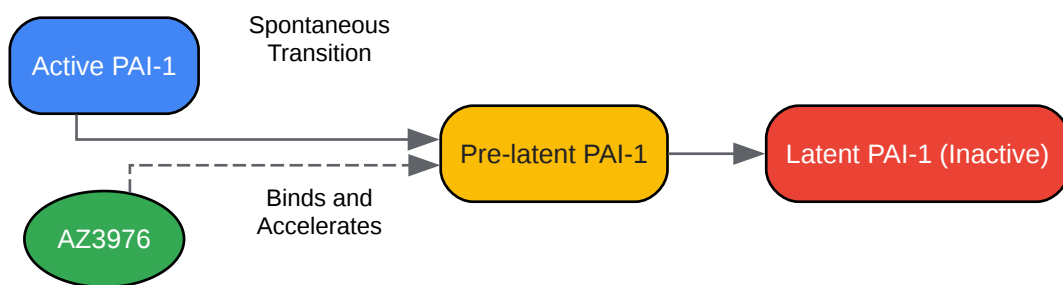 Spontaneous
Transition
Active PAI-1
Pre-latent PAI-1
Latent PAI-1 (Inactive)
Binds and
Accelerates
AZ3976